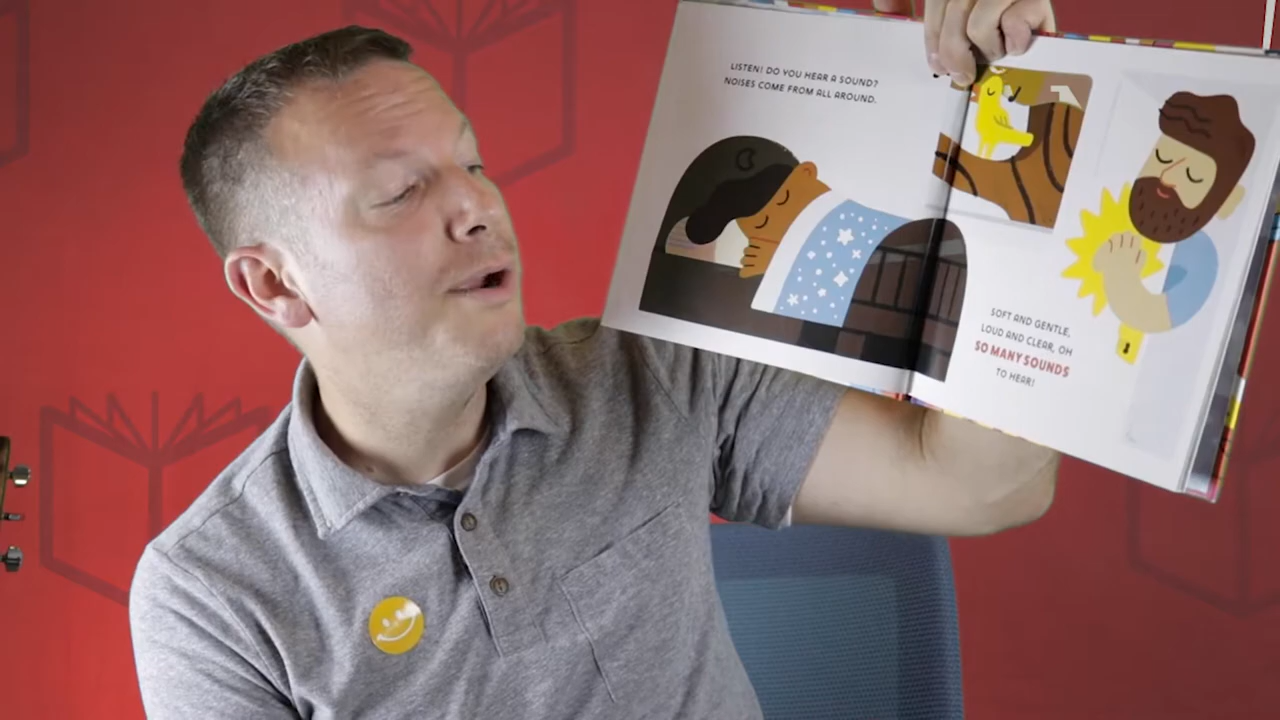 LISTEN! DO YOU HEAR A SOUND?
NOISES COME FROM ALL AROUND.
SOFT AND GENTLE,
LOUD AND CLEAR, OH
SO MANY SOUNDS
TO HEAR!